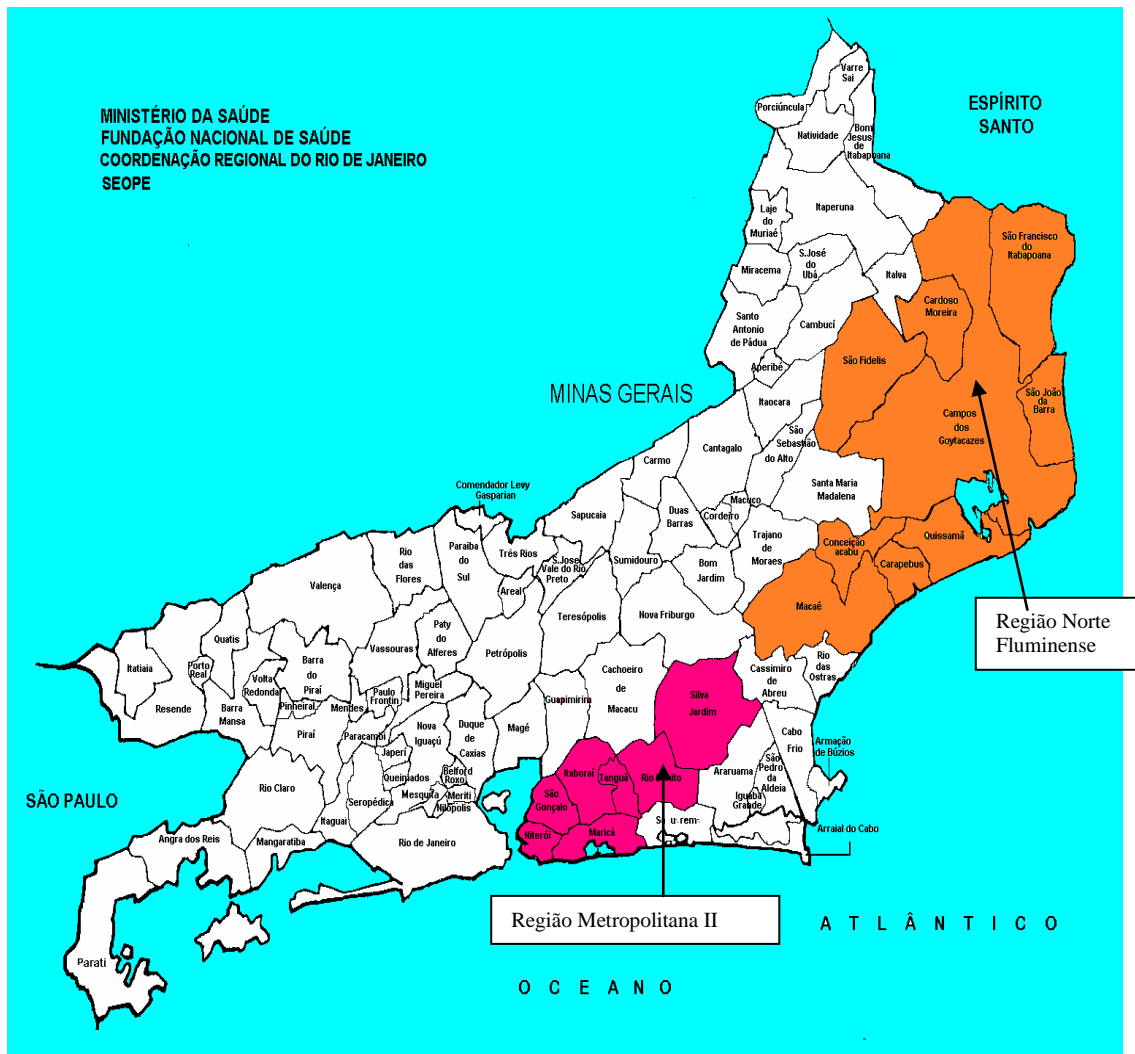 MINISTÉRIO DA SAÚDE
FUNDAÇÃO NACIONAL DE SAÚDE
COORDENAÇÃO REGIONAL DO RIO DE JANEIRO
SEOPE
ESPÍRITO
SANTO
Varre
Sai
Porciúncula
Natividade
Bom
Jesus
de
Itabapoana
Laje
do
Muriaé
Itaperuna
São Francisco
do
Itabapoana
Miracema
S.José
do
Ubá
Italva
Cardoso
Moreira
Santo
Antonio
de Pádua
Cambucí
São Fidelis
Aperibé
MINAS GERAIS
Itaocara
São João
da
Barra
Campos
dos
Goytacazes
São
Sebastião
do Alto
Cantagalo
Carmo
Santa Maria
Madalena
Comendador Levy
Gasparian
Macuco
Cordeiro
Duas
Barras
Sapucaia
Trajano
de
Moraes
Conceição
acabu
Quissamã
Carapebus
Rio
das
Flores
Paraiba
do
Sul
Três Rios
S.José
Vale do Rio
Preto
Sumidouro
Bom
Jardim
Valença
Areal
Macaé
Teresópolis
Nova Friburgo
Região Norte
Fluminense
Paty
do
Alferes
Quatis
Vassouras
Petrópolis
Itatiaia
Porto
Real
Volta
Redonda
Barra
do
Piraí
Cachoeiro
de
Macacu
Cassimiro
de
Abreu
Rio
das
Ostras
Miguel
Pereira
Paulo
Frontin
Silva
Jardim
Guapimirim
Resende
Barra
Mansa
Pinheiral
Mendes
Piraí
Paracambi
Nova
Iguaçú
Duque
de
Caxias
Magé
Cabo
Frio
Armação
de Búzios
Japerí
Queimados
Belford
Roxo
Itaboraí
Tanguá
São
Pedro
da
Aldeia
Araruama
SÃO PAULO
Rio Claro
Seropédica
Mesquita
Meriti
Nilópolis
São
Gonçalo
Iguaba
Grande
Itaguai
Niterói
Maricá
Arraial do Cabo
Angra dos Reis
Mangaratiba
Rio de Janeiro
Região Metropolitana II
ATLÂNTICO
Parati
OCEANO